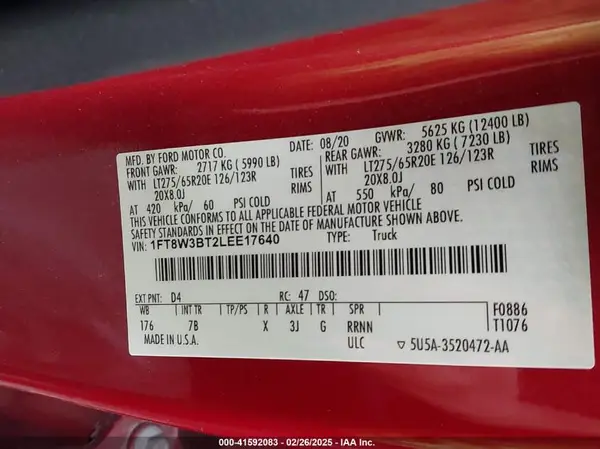 MFD. BY FORD MOTOR CO. DATE: 08/20 GVWR: 5625 KG (12400 LB)
FRONT GAWR: 2717 KG ( 5990 LB) REAR GAWR: 3280 KG ( 7230 LB)
WITH LT275/65R20E 126/123R TIRES WITH LT275/65R20E 126/123R TIRES
20X8.0J RIMS 20X8.0J RIMS
AT 420 kPa/ 60 PSI COLD AT 550 kPa/ 80 PSI COLD
THIS VEHICLE CONFORMS TO ALL APPLICABLE FEDERAL MOTOR VEHICLE
SAFETY STANDARDS IN EFFECT ON THE DATE OF MANUFACTURE SHOWN ABOVE.
VIN: 1FT8W3BT2LEE17640 TYPE: Truck
EXT PNT: D4 RC: 47 DSO:
WB INT TR TP/PS R AXLE TR SPR F0886
176 7B X 3J G RRNN T1076
MADE IN U.S.A. ULC ▽ 5U5A-3520472-AA
000-41592083 | 02/26/2025 | IAA Inc.